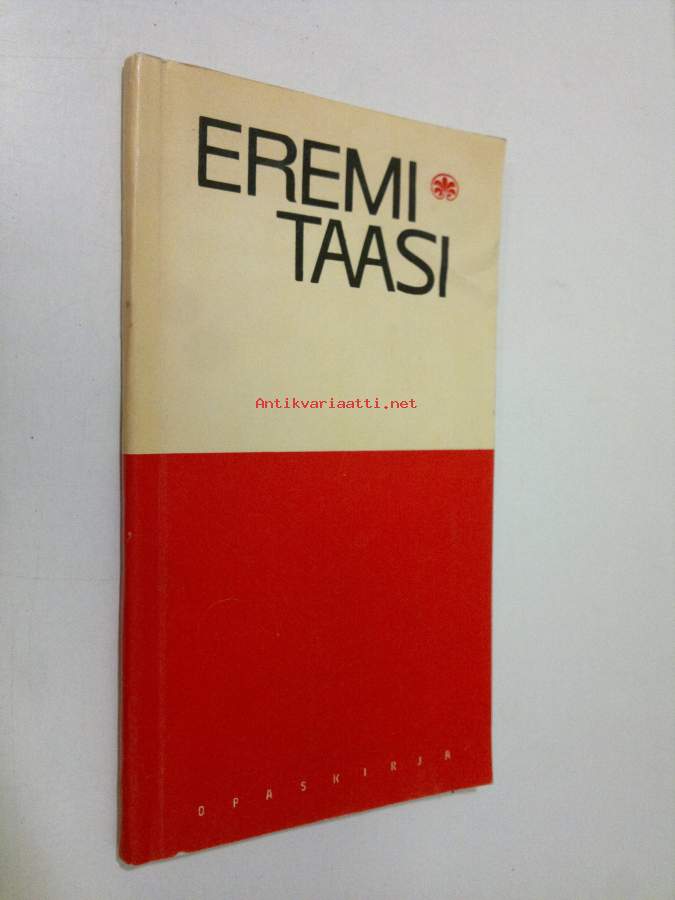 EREMI
TAASI
Antikvariaatti.net
OPASKIRJA